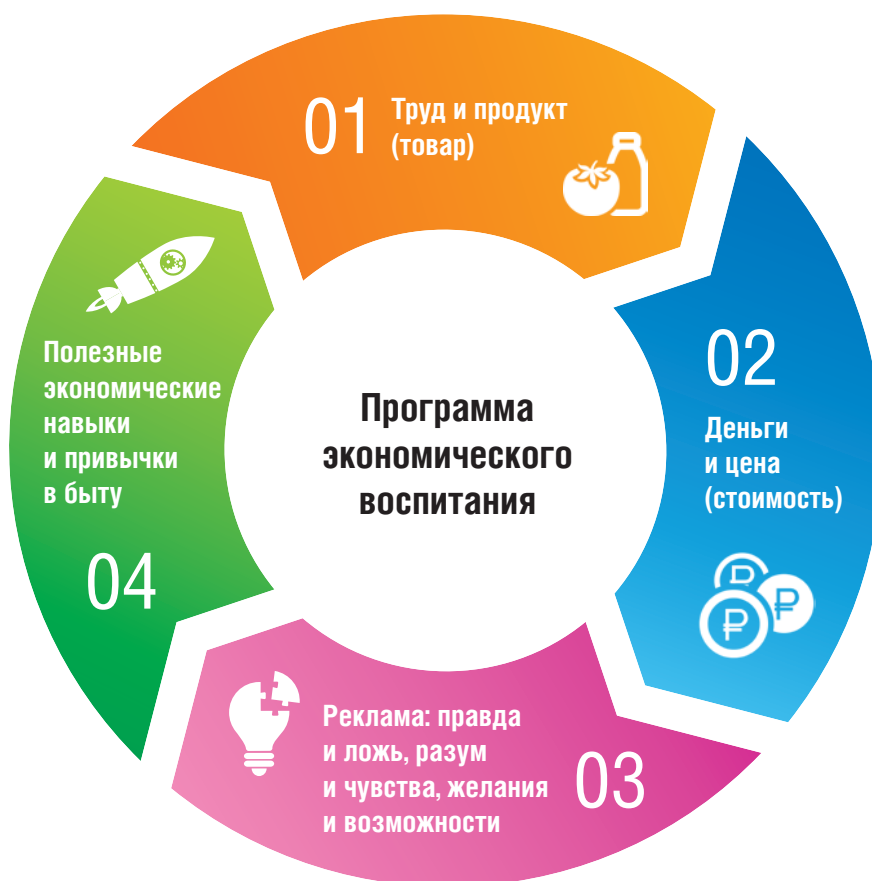 01
Труд и продукт
(товар)
02
Деньги
и цена
(стоимость)
Программа
экономического
воспитания
Полезные
экономические
навыки
и привычки
в быту
04
Реклама: правда
и ложь, разум
и чувства, желания
и возможности
03